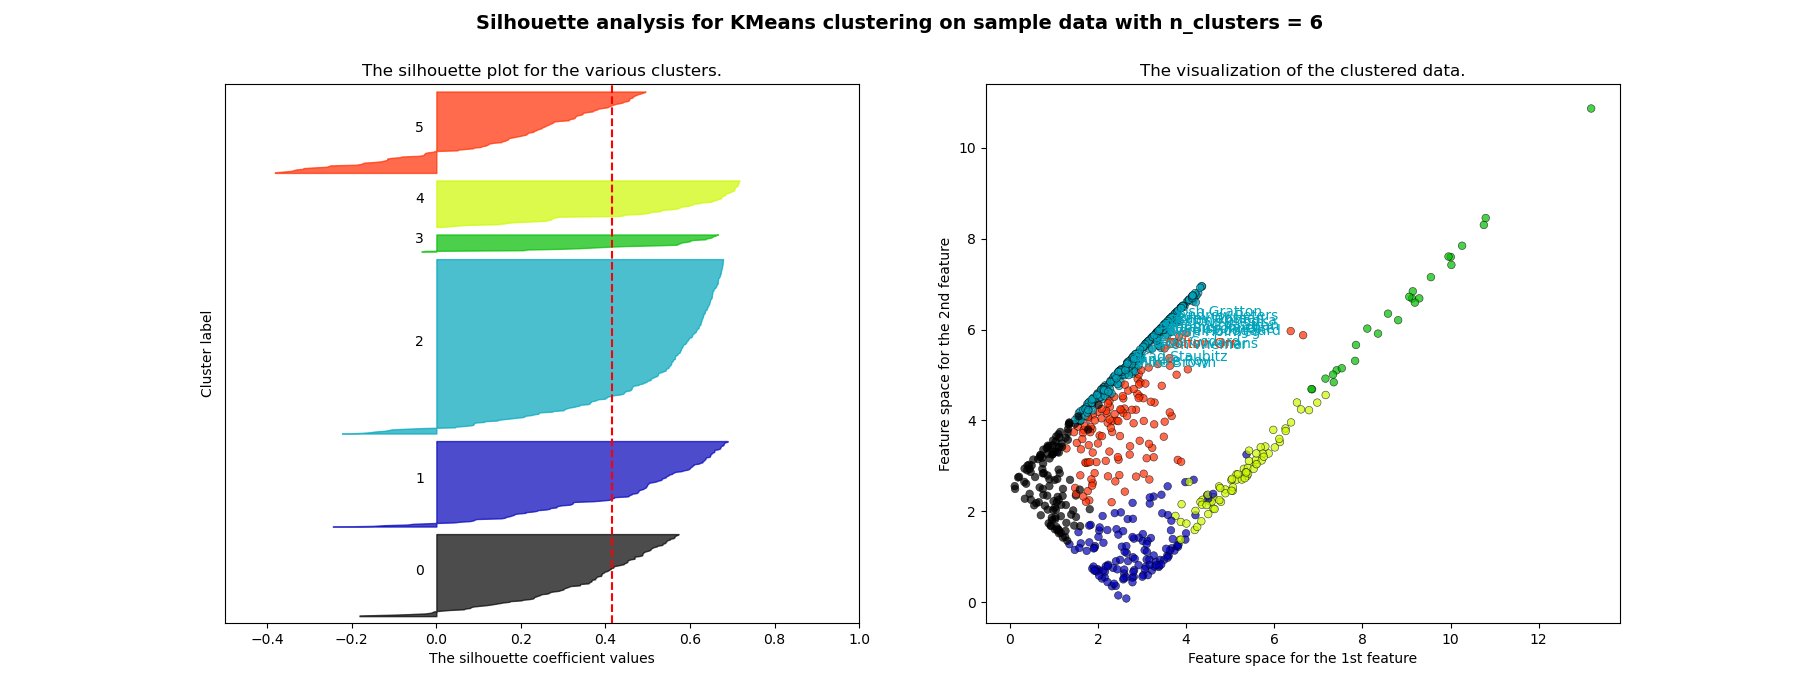 Silhouette analysis for KMeans clustering on sample data with n_clusters = 6
The silhouette plot for the various clusters.
Cluster label
5
4
3
2
1
0
−0.4
−0.2
0.0
0.2
0.4
0.6
0.8
1.0
The silhouette coefficient values
The visualization of the clustered data.
Feature space for the 2nd feature
10
8
6
4
2
0
Gratton
Staubitz
Brown
0
2
4
6
8
10
12
Feature space for the 1st feature